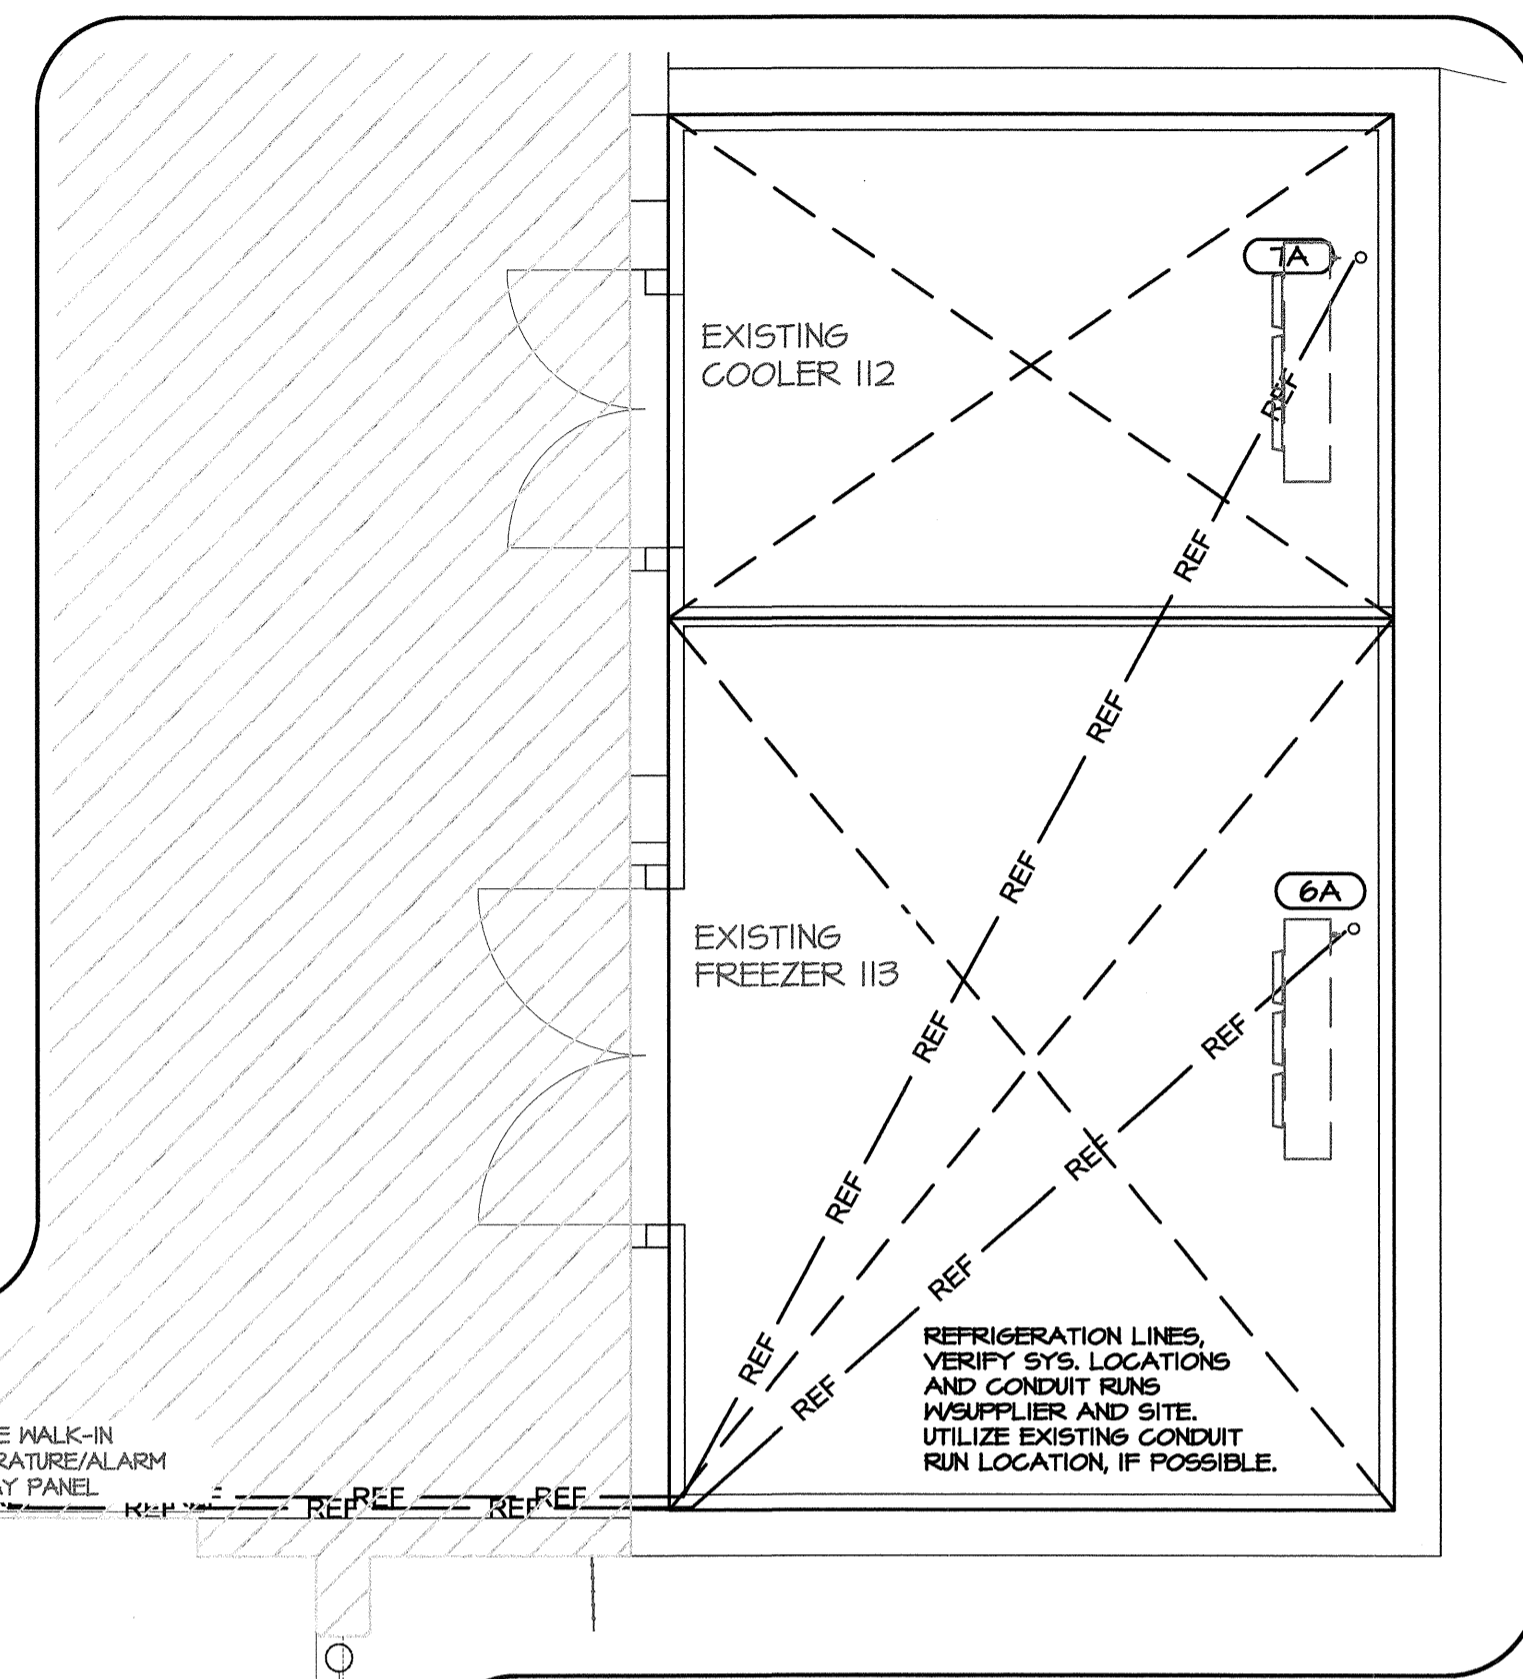 7A
EXISTING
COOLER 112
REF
REF
REF
REF
6A
EXISTING
FREEZER 113
REF
REF
REF
REF
REF
REF
REF
REF
REFRIGERATION LINES,
VERIFY SYS. LOCATIONS
AND CONDUIT RUNS
W/SUPPLIER AND SITE.
UTILIZE EXISTING CONDUIT
RUN LOCATION, IF POSSIBLE.
E WALK-IN
RATURE/ALARM
AY PANEL
REF REF REF REF REF